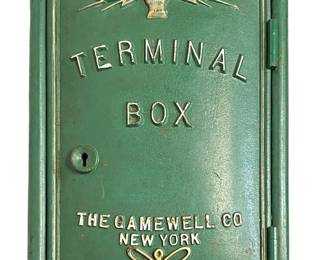 TERMINAL
BOX
THE GAMEWELL CO
NEW YORK